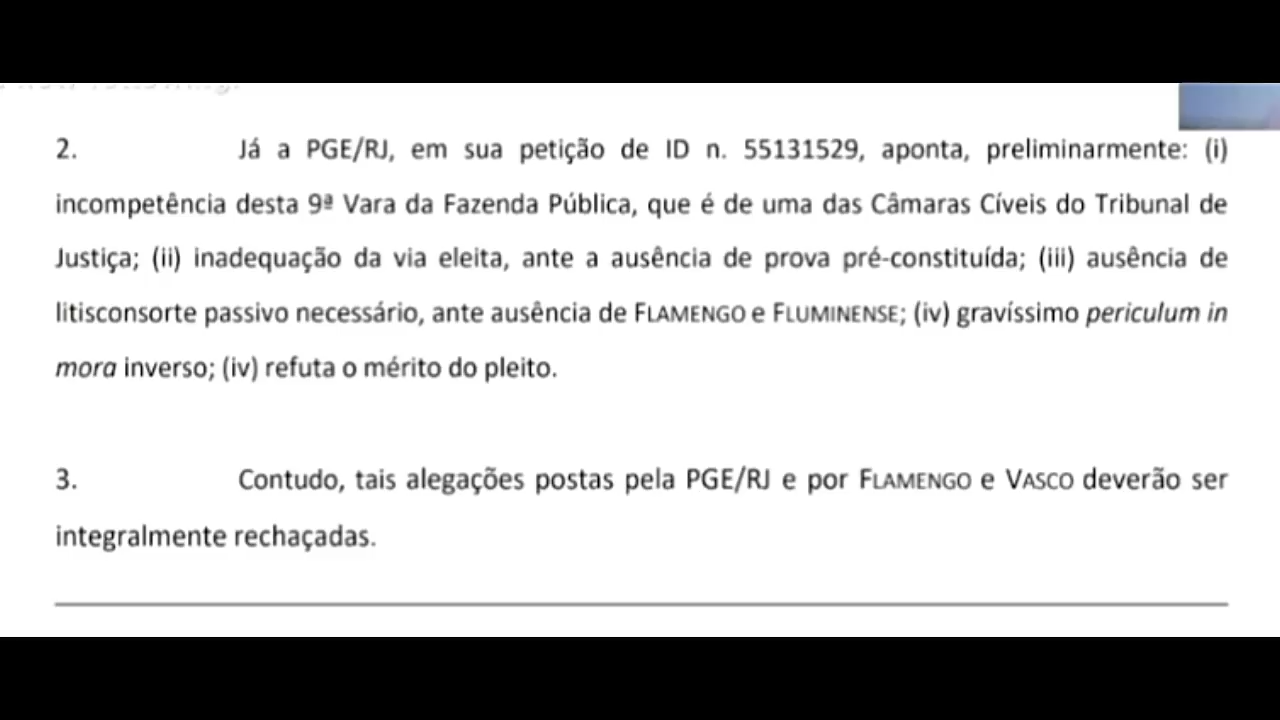 2. Já a PGE/RJ, em sua petição de ID n. 55131529, aponta, preliminarmente: (i)
incompetência desta 9ª Vara da Fazenda Pública, que é de uma das Câmaras Cíveis do Tribunal de
Justiça; (ii) inadequação da via eleita, ante a ausência de prova pré-constituída; (iii) ausência de
litisconsorte passivo necessário, ante ausência de FLAMENGO e FLUMINENSE; (iv) gravíssimo periculum in
mora inverso; (iv) refuta o mérito do pleito.
3. Contudo, tais alegações postas pela PGE/RJ e por FLAMENGO e VASCO deverão ser
integralmente rechaçadas.